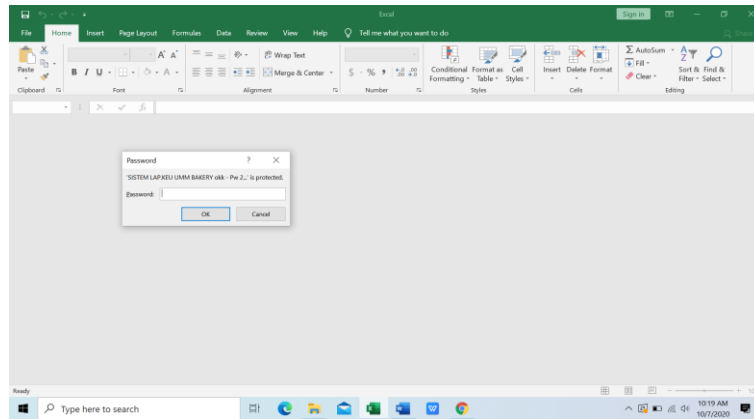 Excel
Sign in
File Home Insert Page Layout Formulas Data Review View Help Tell me what you want to do Share
Paste
B I U
Wrap Text
Merge & Center
$ % ,
Conditional Formatting
Format as Table
Cell Styles
Insert Delete Format
AutoSum
Fill
Clear
Sort & Filter
Find & Select
Clipboard Font Alignment Number Styles Cells Editing
fx
Password ? ×
'SISTEM LAP.KEU UMM BAKERY okk - Pw 2...' is protected.
Password:
OK Cancel
Ready
Type here to search
10:19 AM
10/7/2020